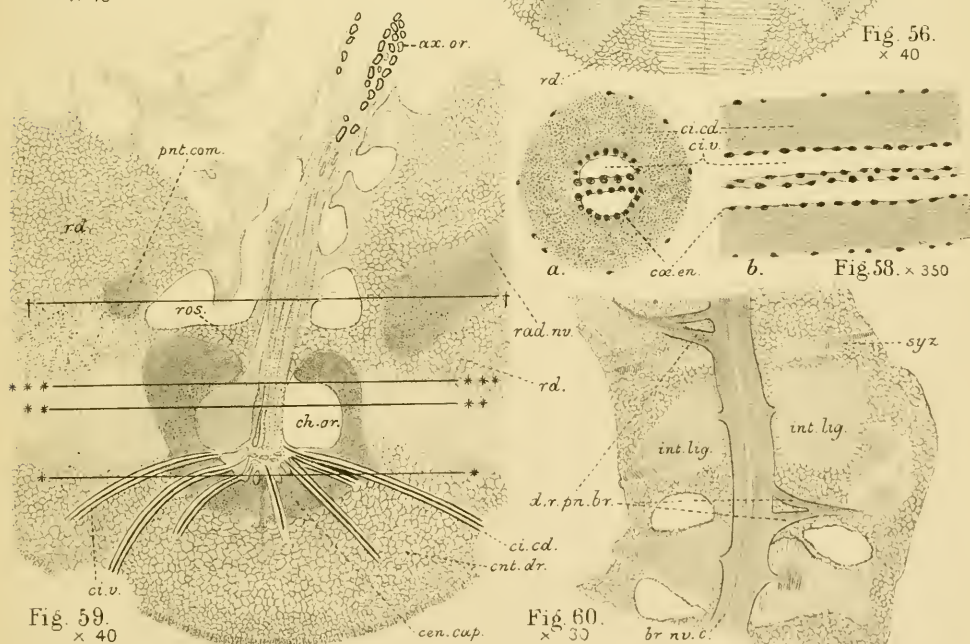 × 40
ax. or.
Fig. 56.
× 40
rd.
pnt. com.
rd.
ci. cd.
ci. v.
a.
b.
cœ. en.
Fig. 58. × 350
†
†
ros.
rad. nv.
syz
rd.
* * *
* * *
* *
* *
ch. or.
int. lig.
int. lig.
*
*
d. r. pn. br.
ci. cd.
cnt. dr.
ci. v.
Fig. 59.
× 40
cen. cap.
Fig. 60.
× 30
br nv. c.